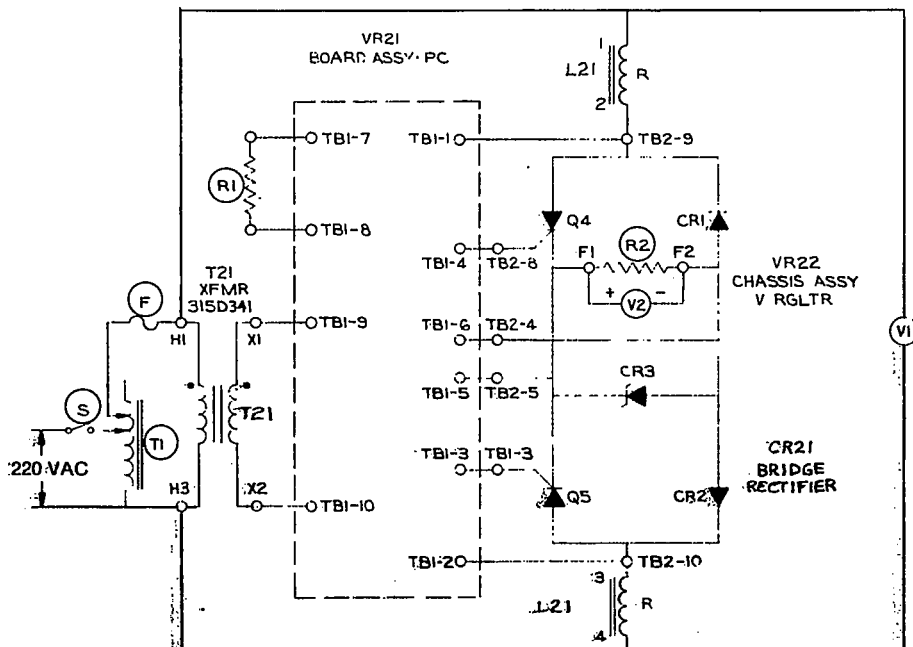 VR21
BOARD ASSY-PC
1
L21
R
2
TB1-7
TB1-1
TB2-9
R1
Q4
CR1
TB1-8
F1
R2
F2
TB1-4
TB2-8
VR22
CHASSIS ASSY
V RGLTR
+
V2
-
T21
XFMR
315D341
F
H1
X1
TB1-9
TB1-6
TB2-4
V1
CR3
TB1-5
TB2-5
S
T1
T21
220 VAC
TB1-3
TB1-3
CR21
BRIDGE
RECTIFIER
H3
X2
TB1-10
Q5
CR2
TB1-20
TB2-10
3
L21
R
4